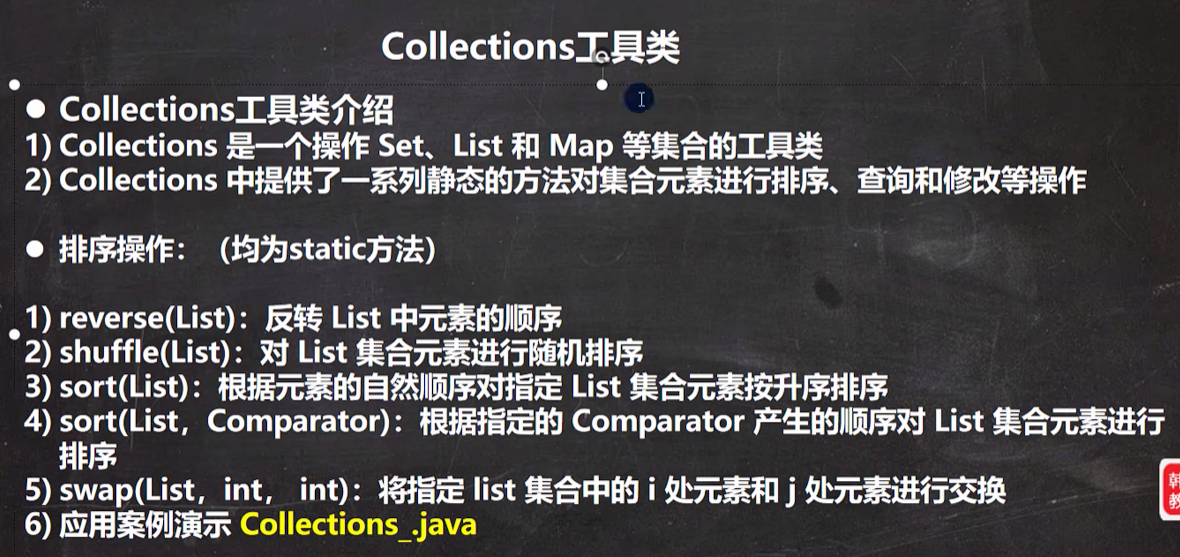 Collections工具类
● Collections工具类介绍
1) Collections 是一个操作 Set、List 和 Map 等集合的工具类
2) Collections 中提供了一系列静态的方法对集合元素进行排序、查询和修改等操作
● 排序操作：（均为static方法）
1) reverse(List)：反转 List 中元素的顺序
2) shuffle(List)：对 List 集合元素进行随机排序
3) sort(List)：根据元素的自然顺序对指定 List 集合元素按升序排序
4) sort(List，Comparator)：根据指定的 Comparator 产生的顺序对 List 集合元素进行
排序
5) swap(List，int， int)：将指定 list 集合中的 i 处元素和 j 处元素进行交换
6) 应用案例演示 Collections_.java